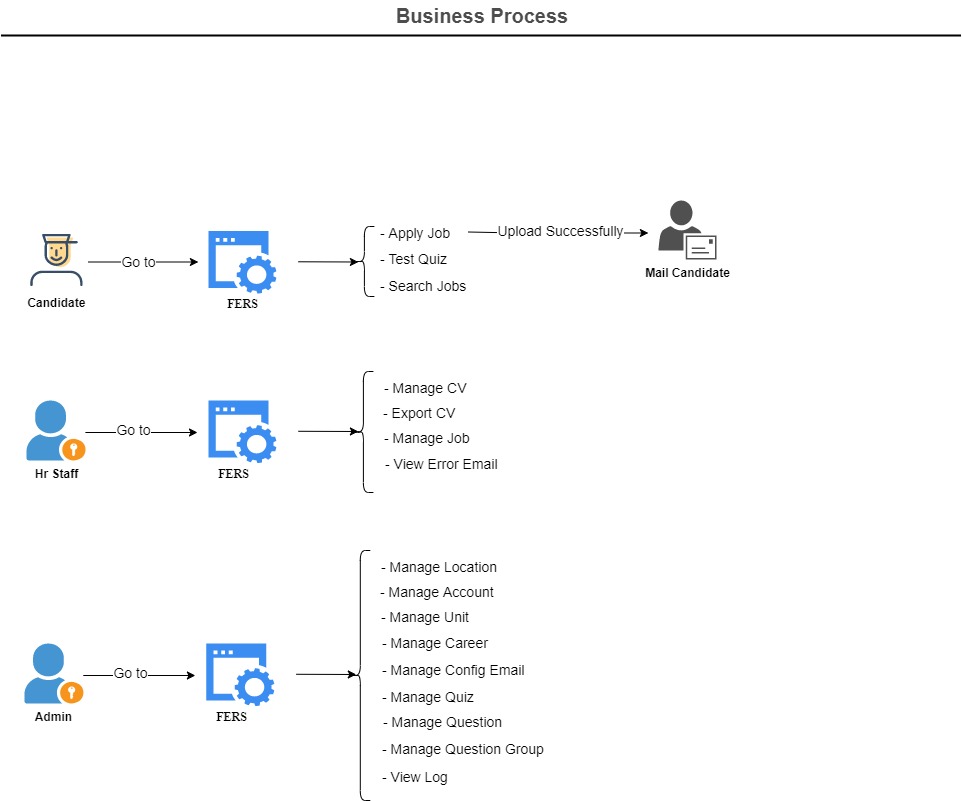 Business Process
- Apply Job
Upload Successfully
Go to
- Test Quiz
- Search Jobs
Mail Candidate
Candidate
FERS
- Manage CV
- Export CV
Go to
- Manage Job
- View Error Email
Hr Staff
FERS
- Manage Location
- Manage Account
- Manage Unit
- Manage Career
Go to
- Manage Config Email
- Manage Quiz
Admin
FERS
- Manage Question
- Manage Question Group
- View Log